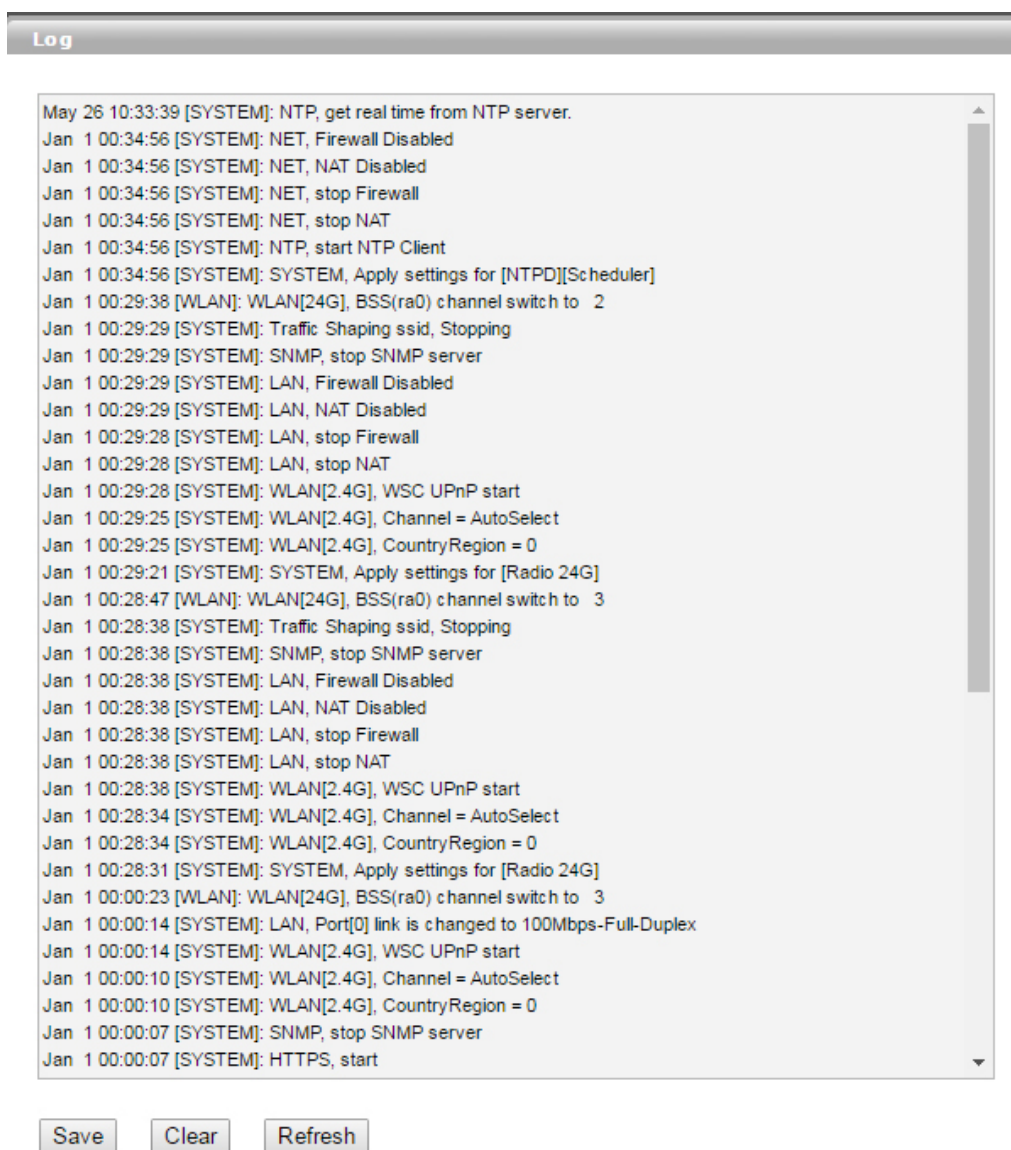 Log
May 26 10:33:39 [SYSTEM]: NTP, get real time from NTP server.
Jan  1 00:34:56 [SYSTEM]: NET, Firewall Disabled
Jan  1 00:34:56 [SYSTEM]: NET, NAT Disabled
Jan  1 00:34:56 [SYSTEM]: NET, stop Firewall
Jan  1 00:34:56 [SYSTEM]: NET, stop NAT
Jan  1 00:34:56 [SYSTEM]: NTP, start NTP Client
Jan  1 00:34:56 [SYSTEM]: SYSTEM, Apply settings for [NTPD][Scheduler]
Jan  1 00:29:38 [WLAN]: WLAN[24G], BSS(ra0) channel switch to   2
Jan  1 00:29:29 [SYSTEM]: Traffic Shaping ssid, Stopping
Jan  1 00:29:29 [SYSTEM]: SNMP, stop SNMP server
Jan  1 00:29:29 [SYSTEM]: LAN, Firewall Disabled
Jan  1 00:29:29 [SYSTEM]: LAN, NAT Disabled
Jan  1 00:29:28 [SYSTEM]: LAN, stop Firewall
Jan  1 00:29:28 [SYSTEM]: LAN, stop NAT
Jan  1 00:29:28 [SYSTEM]: WLAN[2.4G], WSC UPnP start
Jan  1 00:29:25 [SYSTEM]: WLAN[2.4G], Channel = AutoSelect
Jan  1 00:29:25 [SYSTEM]: WLAN[2.4G], CountryRegion = 0
Jan  1 00:29:21 [SYSTEM]: SYSTEM, Apply settings for [Radio 24G]
Jan  1 00:28:47 [WLAN]: WLAN[24G], BSS(ra0) channel switch to   3
Jan  1 00:28:38 [SYSTEM]: Traffic Shaping ssid, Stopping
Jan  1 00:28:38 [SYSTEM]: SNMP, stop SNMP server
Jan  1 00:28:38 [SYSTEM]: LAN, Firewall Disabled
Jan  1 00:28:38 [SYSTEM]: LAN, NAT Disabled
Jan  1 00:28:38 [SYSTEM]: LAN, stop Firewall
Jan  1 00:28:38 [SYSTEM]: LAN, stop NAT
Jan  1 00:28:38 [SYSTEM]: WLAN[2.4G], WSC UPnP start
Jan  1 00:28:34 [SYSTEM]: WLAN[2.4G], Channel = AutoSelect
Jan  1 00:28:34 [SYSTEM]: WLAN[2.4G], CountryRegion = 0
Jan  1 00:28:31 [SYSTEM]: SYSTEM, Apply settings for [Radio 24G]
Jan  1 00:00:23 [WLAN]: WLAN[24G], BSS(ra0) channel switch to   3
Jan  1 00:00:14 [SYSTEM]: LAN, Port[0] link is changed to 100Mbps-Full-Duplex
Jan  1 00:00:14 [SYSTEM]: WLAN[2.4G], WSC UPnP start
Jan  1 00:00:10 [SYSTEM]: WLAN[2.4G], Channel = AutoSelect
Jan  1 00:00:10 [SYSTEM]: WLAN[2.4G], CountryRegion = 0
Jan  1 00:00:07 [SYSTEM]: SNMP, stop SNMP server
Jan  1 00:00:07 [SYSTEM]: HTTPS, start
Save Clear Refresh